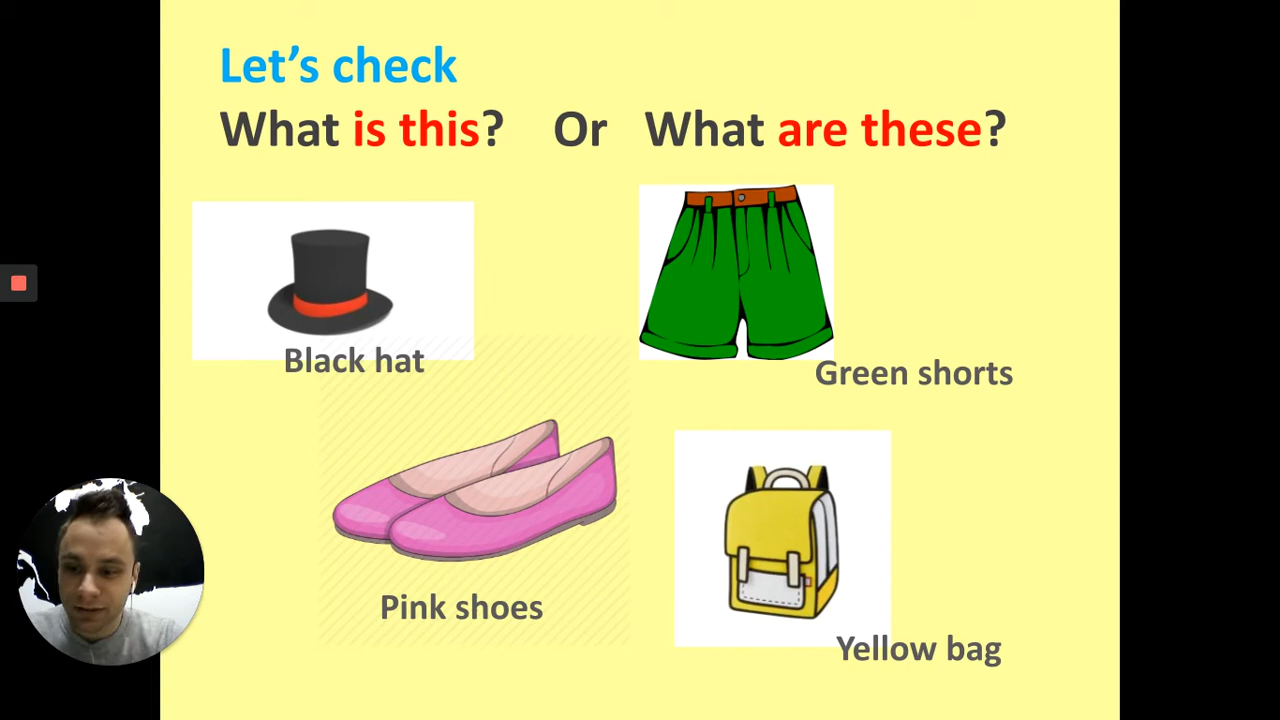 Let’s check
What is this? Or What are these?
Black hat
Green shorts
Pink shoes
Yellow bag